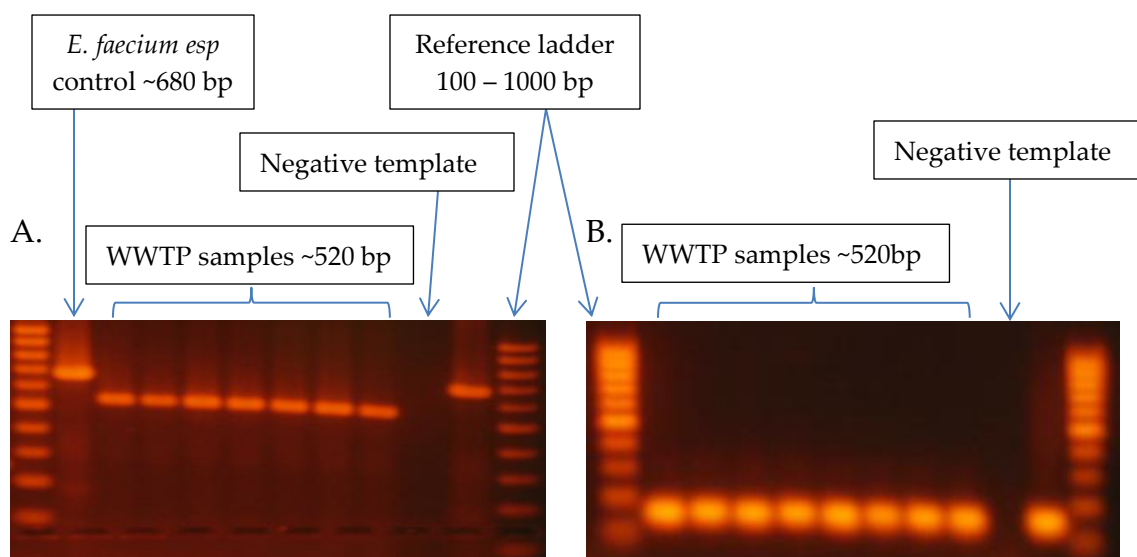 E. faecium esp
control ~680 bp
Reference ladder
100 – 1000 bp
Negative template
Negative template
A.
WWTP samples ~520 bp
B.
WWTP samples ~520bp